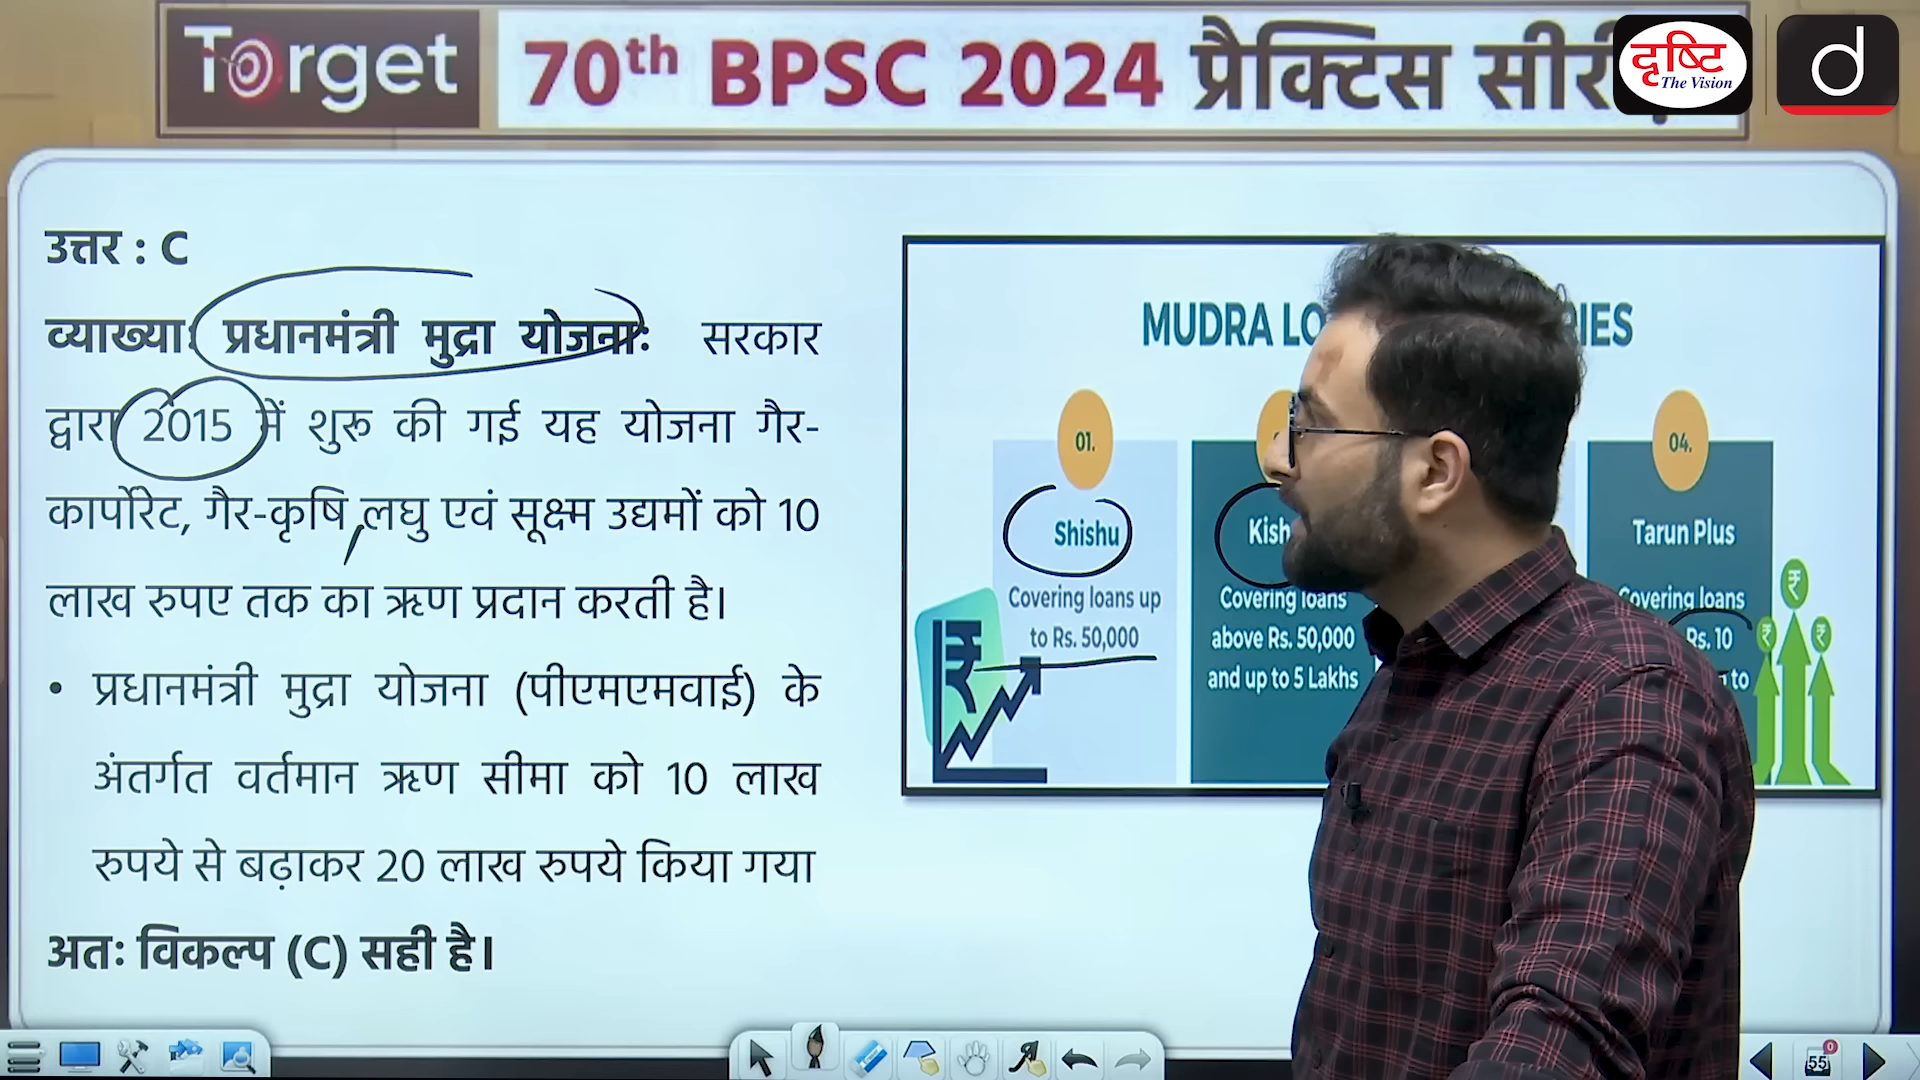 Target
70th BPSC 2024 प्रैक्टिस
दृष्टि
The Vision
d
उत्तर : C
व्याख्या: प्रधानमंत्री मुद्रा योजनाः सरकार
द्वारा 2015 में शुरू की गई यह योजना गैर-
कार्पोरेट, गैर-कृषि लघु एवं सूक्ष्म उद्यमों को 10
लाख रुपए तक का ऋण प्रदान करती है।
• प्रधानमंत्री मुद्रा योजना (पीएमएमवाई) के
अंतर्गत वर्तमान ऋण सीमा को 10 लाख
रुपये से बढ़ाकर 20 लाख रुपये किया गया
अतः विकल्प (C) सही है।
MUDRA
01.
Shishu
Covering loans up
to Rs. 50,000
Covering loans
above Rs. 50,000
and up to 5 Lakhs
04.
Tarun Plus
Covering loans
Rs. 10
to
55
0